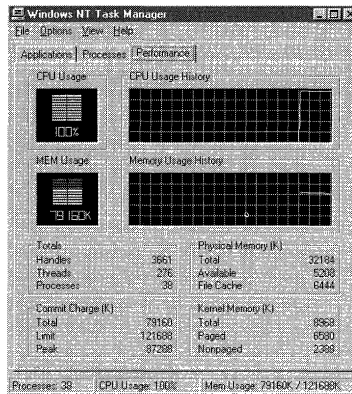 Windows NT Task Manager
File Options View Help
Applications Processes Performance
CPU Usage CPU Usage History
100%
MEM Usage Memory Usage History
79160K
Totals Physical Memory (K)
Handles 3661 Total 32184
Threads 276 Available 5208
Processes 38 File Cache 6444
Commit Charge (K) Kernel Memory (K)
Total 79160 Total 8968
Limit 121688 Paged 6580
Peak 87288 Nonpaged 2388
Processes: 38 CPU Usage: 100% Mem Usage: 79160K / 121688K